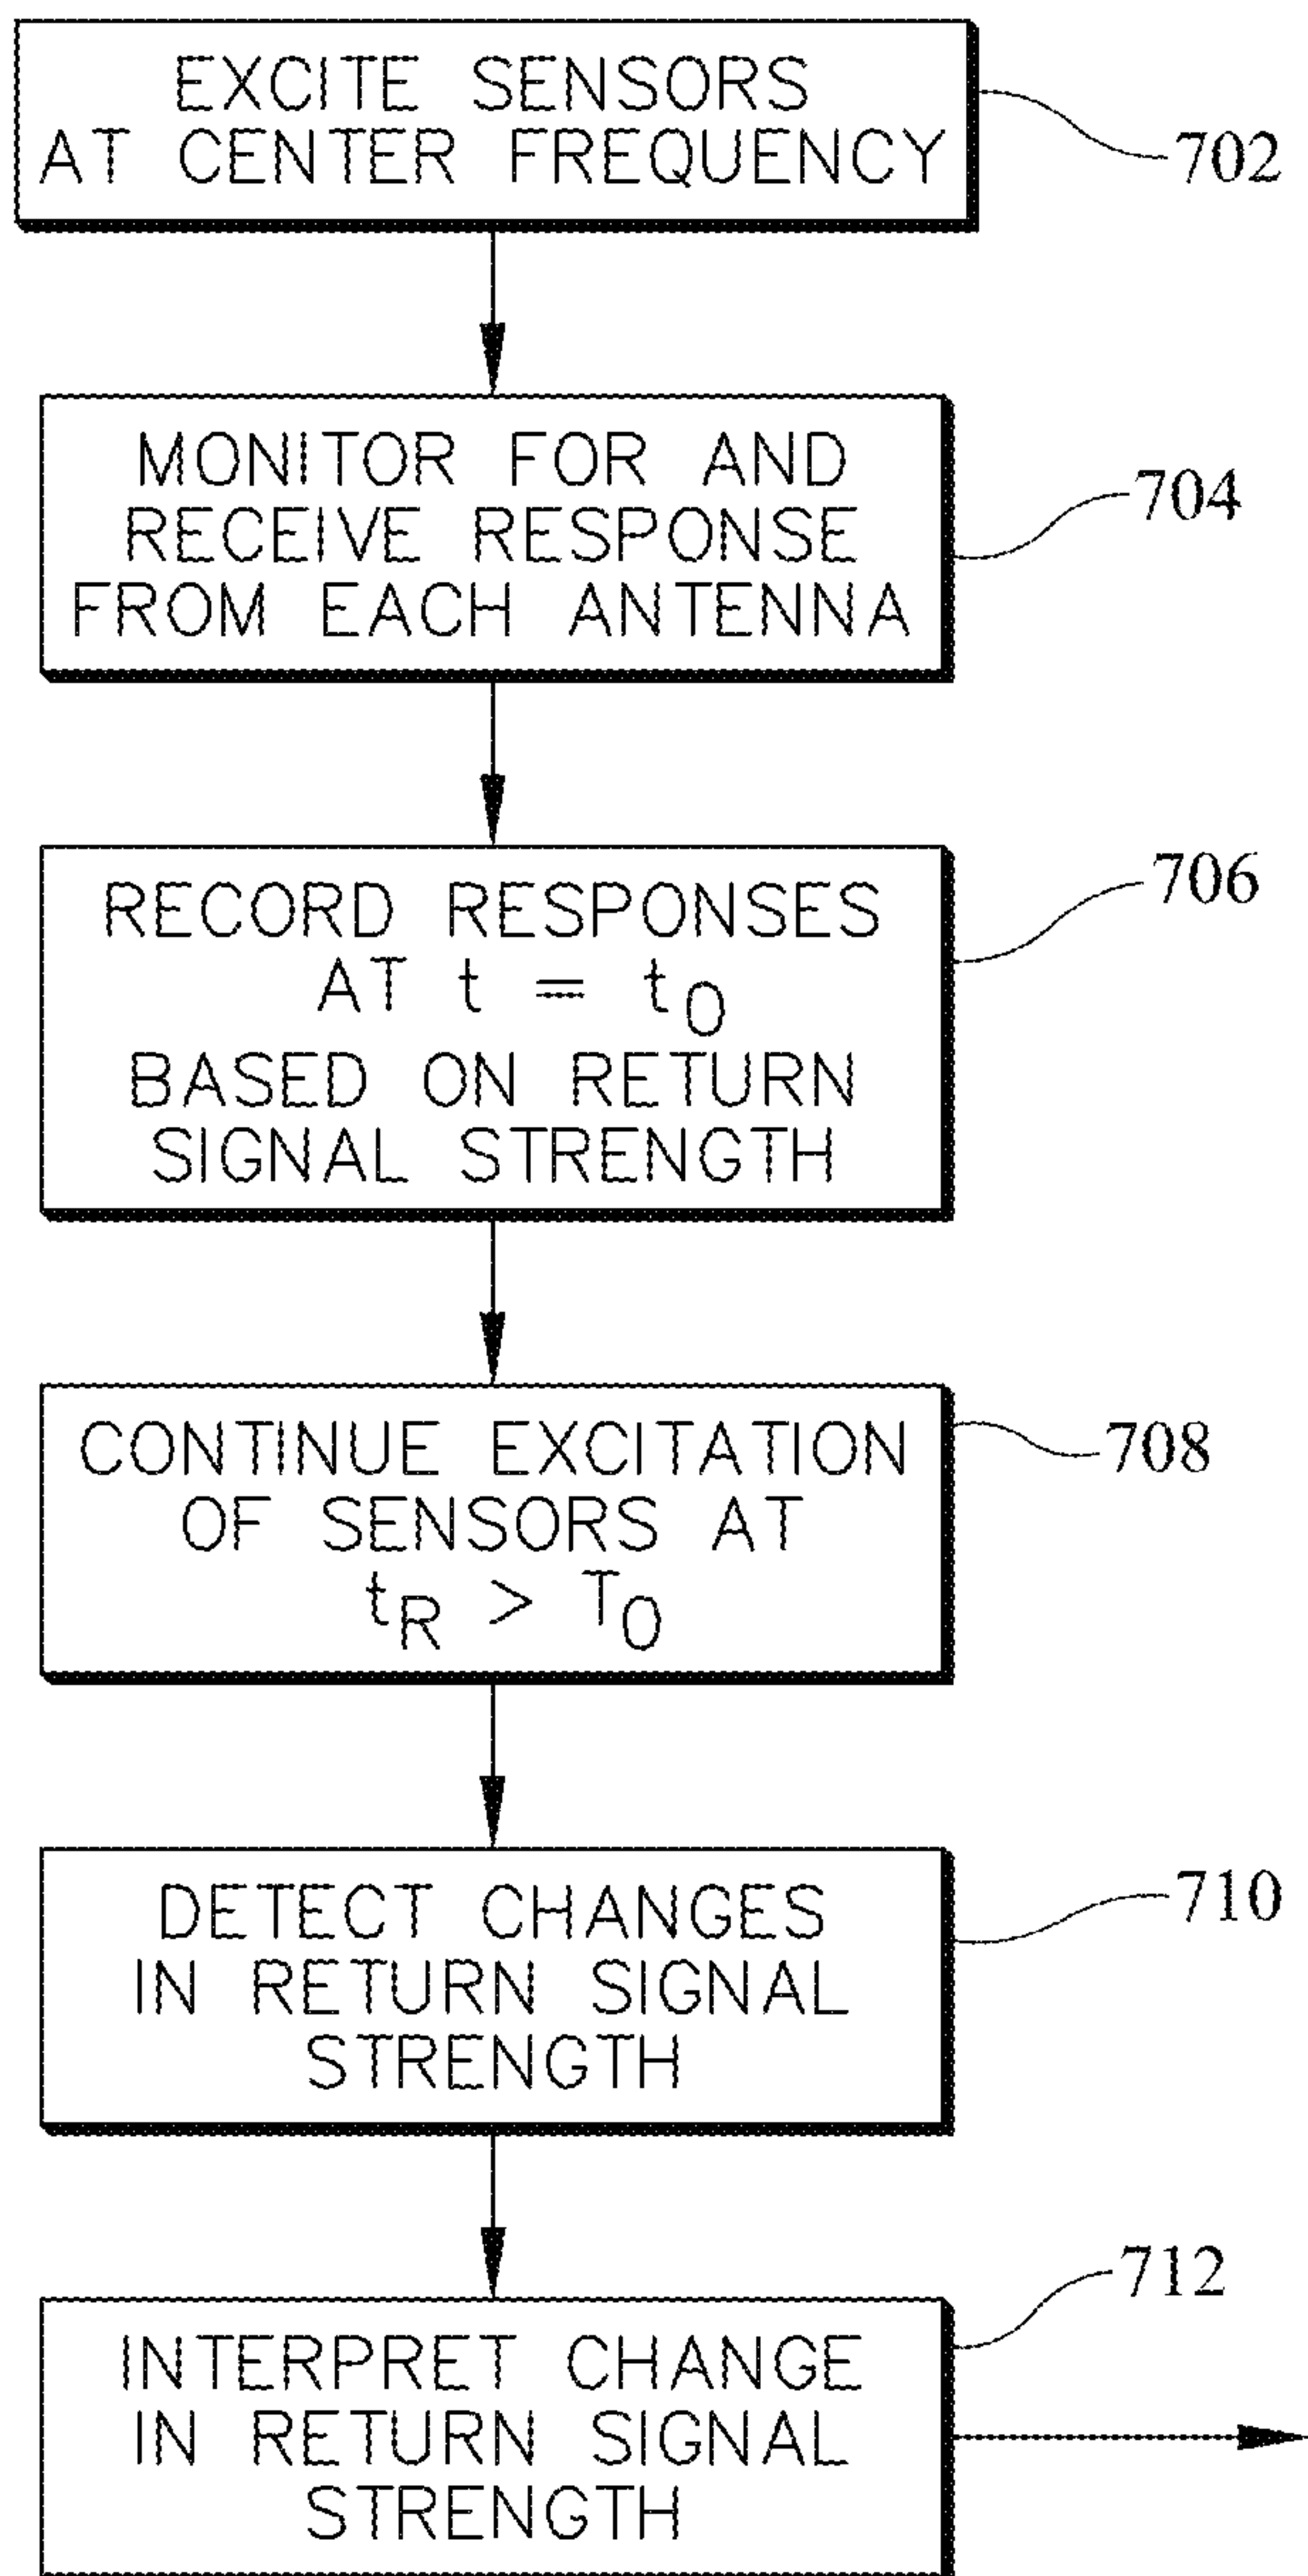 EXCITE SENSORS
AT CENTER FREQUENCY
702
MONITOR FOR AND
RECEIVE RESPONSE
FROM EACH ANTENNA
704
RECORD RESPONSES
AT t = t0
BASED ON RETURN
SIGNAL STRENGTH
706
CONTINUE EXCITATION
OF SENSORS AT
tR > T0
708
DETECT CHANGES
IN RETURN SIGNAL
STRENGTH
710
INTERPRET CHANGE
IN RETURN SIGNAL
STRENGTH
712